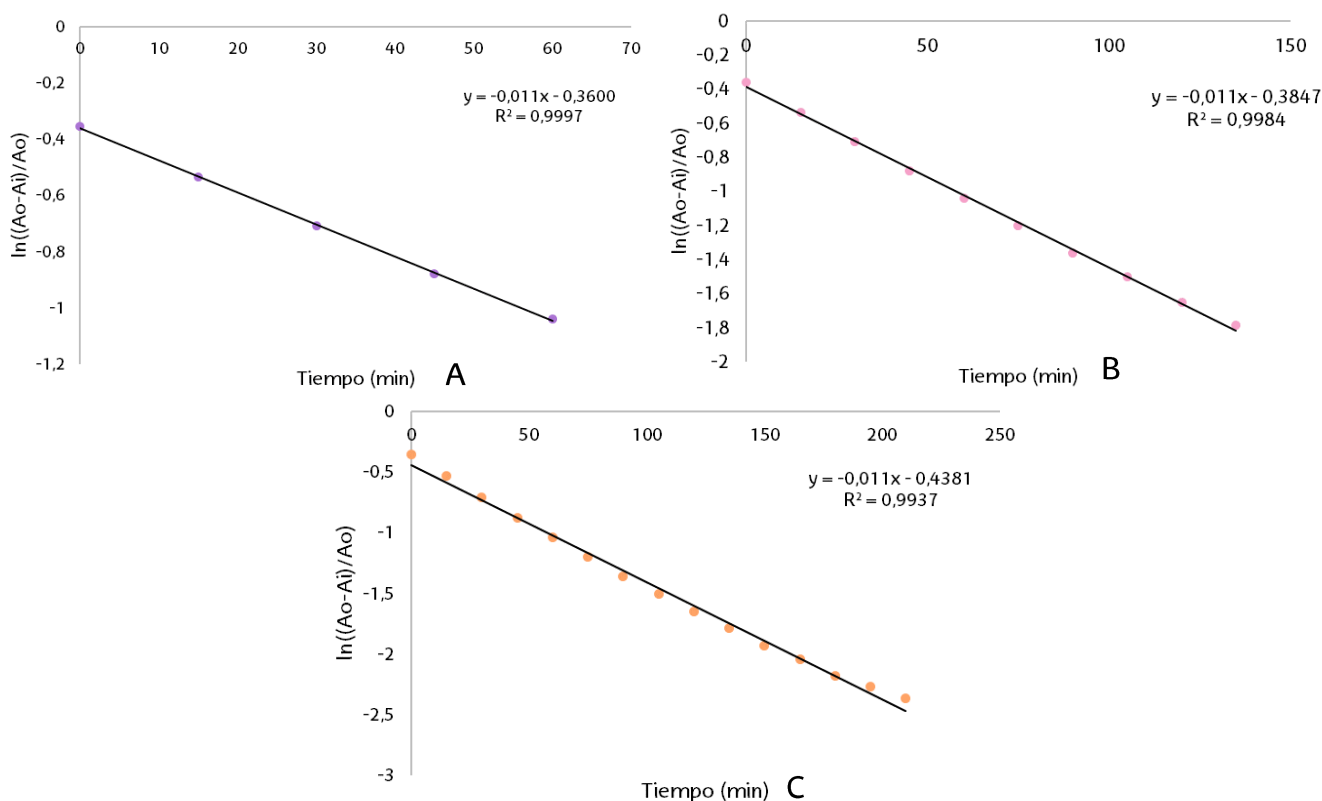 0
0 10 20 30 40 50 60 70
-0,2
-0,4
-0,6
-0,8
-1
-1,2
ln((Ao-Ai)/Ao)
y = -0,011x - 0,3600
R² = 0,9997
Tiempo (min)
A
0
0 50 100 150
-0,2
-0,4
-0,6
-0,8
-1
-1,2
-1,4
-1,6
-1,8
-2
ln((Ao-Ai)/Ao)
y = -0,011x - 0,3847
R² = 0,9984
Tiempo (min)
B
0
0 50 100 150 200 250
-0,5
-1
-1,5
-2
-2,5
-3
ln((Ao-Ai)/Ao)
y = -0,011x - 0,4381
R² = 0,9937
Tiempo (min)
C